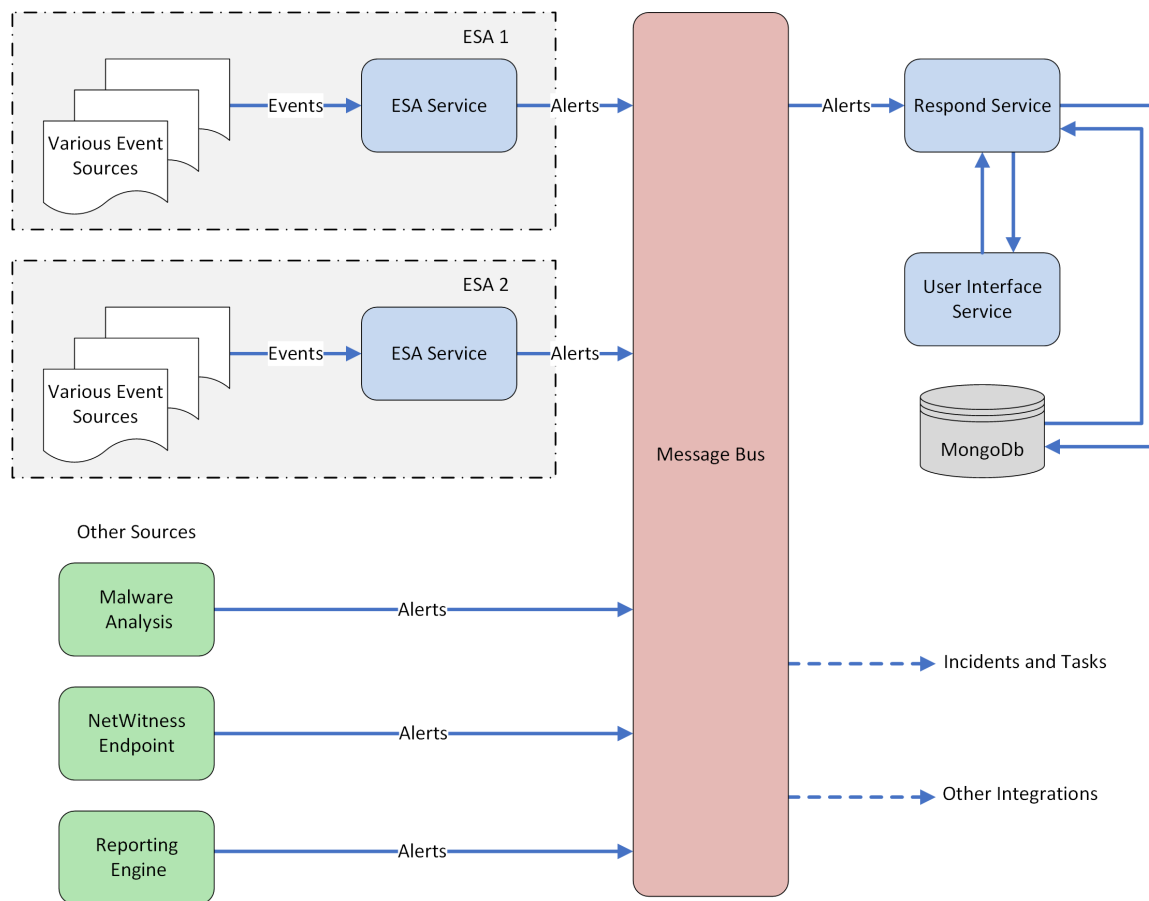 ESA 1
Various Event
Sources
Events
ESA Service
Alerts
Alerts
Respond Service
User Interface
Service
ESA 2
Various Event
Sources
Events
ESA Service
Alerts
Message Bus
MongoDb
Other Sources
Malware
Analysis
Alerts
Incidents and Tasks
NetWitness
Endpoint
Alerts
Other Integrations
Reporting
Engine
Alerts